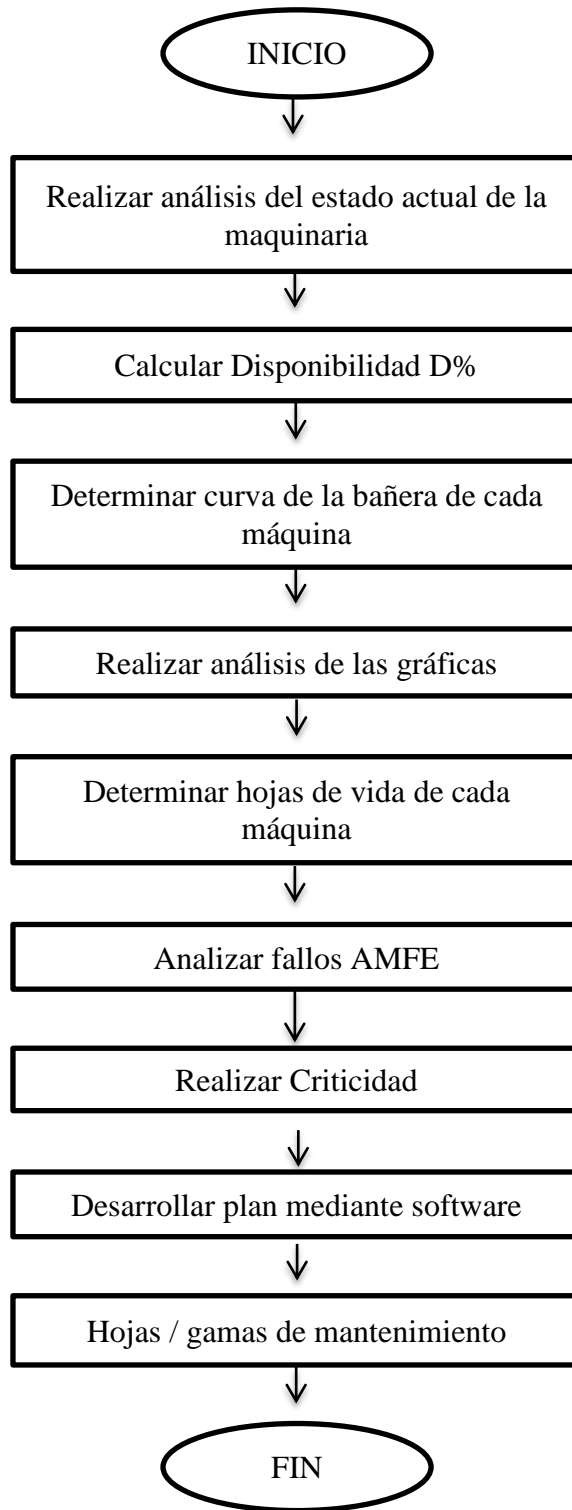 INICIO
Realizar análisis del estado actual de la
maquinaria
Calcular Disponibilidad D%
Determinar curva de la bañera de cada
máquina
Realizar análisis de las gráficas
Determinar hojas de vida de cada
máquina
Analizar fallos AMFE
Realizar Criticidad
Desarrollar plan mediante software
Hojas / gamas de mantenimiento
FIN